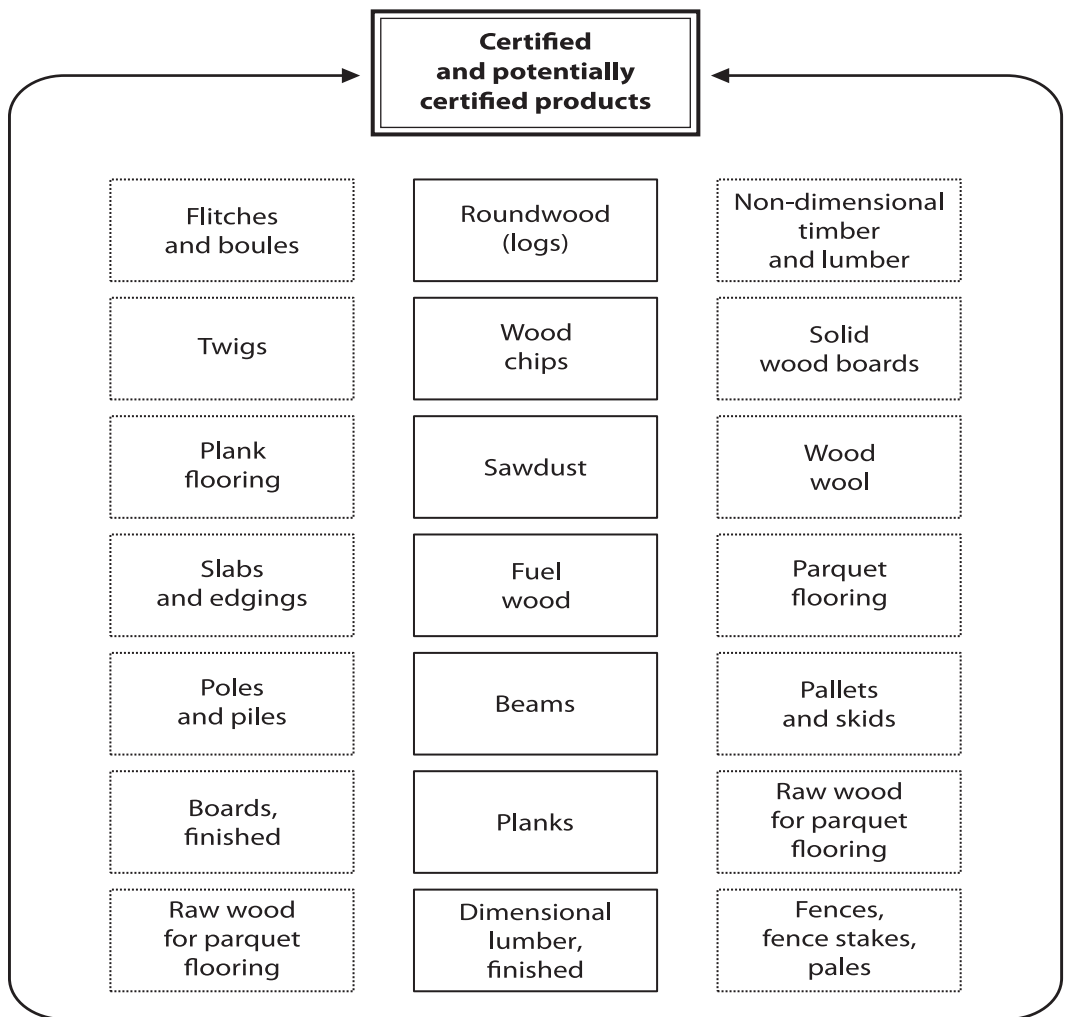 Certified
and potentially
certified products
Flitches
and boules
Roundwood
(logs)
Non-dimensional
timber
and lumber
Twigs
Wood
chips
Solid
wood boards
Plank
flooring
Sawdust
Wood
wool
Slabs
and edgings
Fuel
wood
Parquet
flooring
Poles
and piles
Beams
Pallets
and skids
Boards,
finished
Planks
Raw wood
for parquet
flooring
Raw wood
for parquet
flooring
Dimensional
lumber,
finished
Fences,
fence stakes,
pales